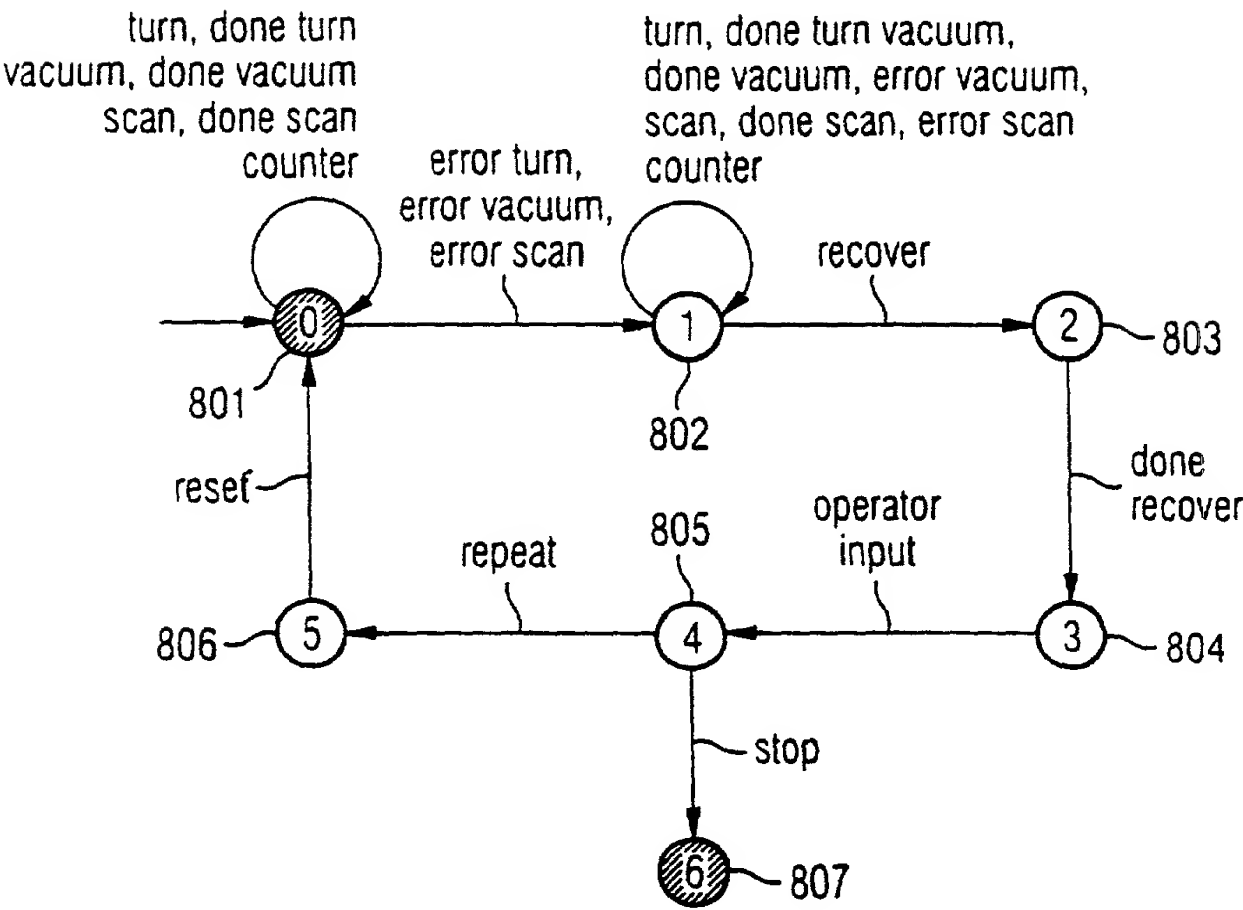 turn, done turn
vacuum, done vacuum
scan, done scan
counter
turn, done turn vacuum,
done vacuum, error vacuum,
scan, done scan, error scan
counter
error turn,
error vacuum,
error scan
recover
0
1
2
803
801
802
resef
done
recover
805
operator
input
repeat
806
5
4
3
804
stop
6
807